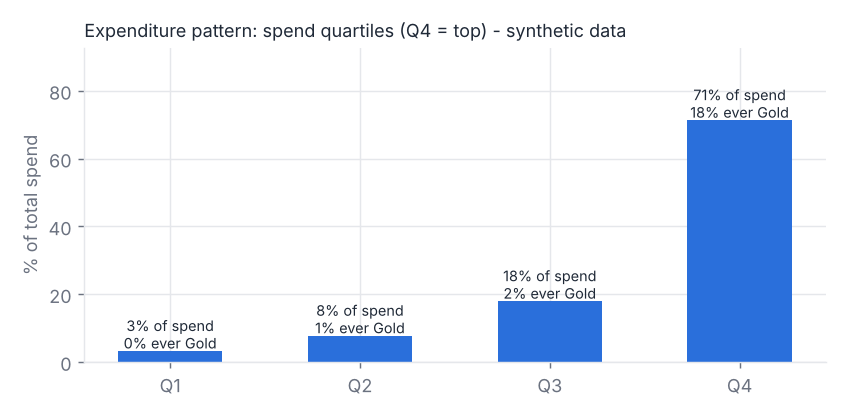 Expenditure pattern: spend quartiles (Q4 = top) - synthetic data
% of total spend
80
60
40
20
0
3% of spend
0% ever Gold
8% of spend
1% ever Gold
18% of spend
2% ever Gold
71% of spend
18% ever Gold
Q1
Q2
Q3
Q4